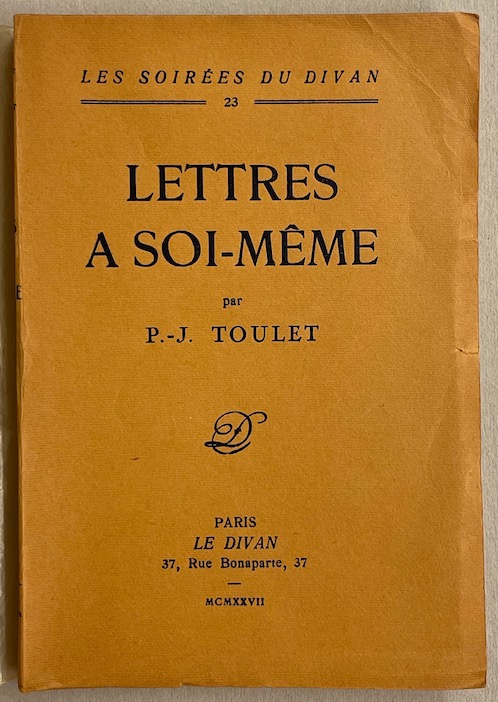 LES SOIRÉES DU DIVAN
23
LETTRES
A SOI-MÊME
par
P.-J. TOULET
D
PARIS
LE DIVAN
37, Rue Bonaparte, 37
MCMXXVII